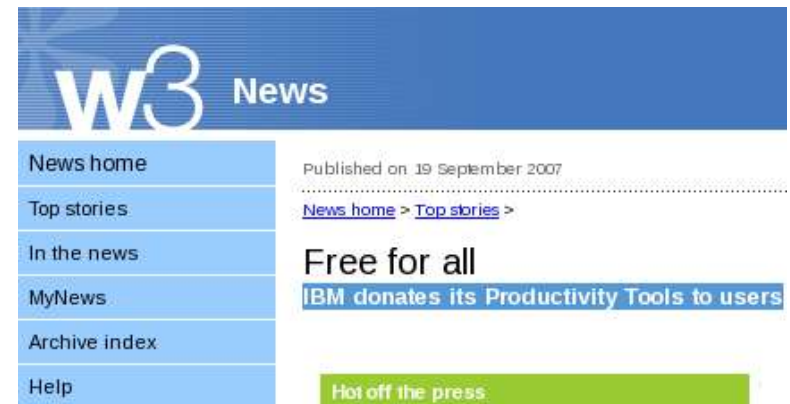 w3 News
News home
Top stories
In the news
MyNews
Archive index
Help
Published on 19 September 2007
News home > Top stories >
Free for all
IBM donates its Productivity Tools to users
Hot off the press